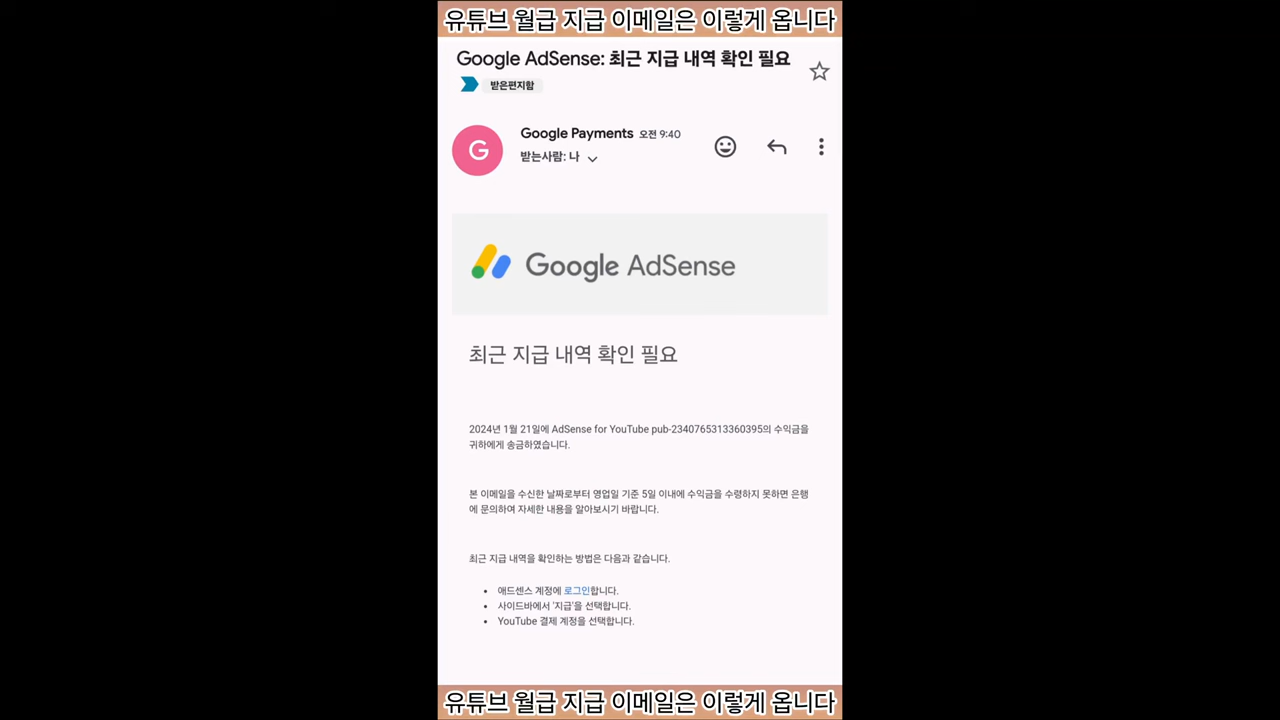 유튜브 월급 지급 이메일은 이렇게 옵니다
Google AdSense: 최근 지급 내역 확인 필요
받은편지함
G
Google Payments 오전 9:40
받는사람: 나
Google AdSense
최근 지급 내역 확인 필요
2024년 1월 21일에 AdSense for YouTube pub-2340765313360395의 수익금을
귀하에게 송금하였습니다.
본 이메일을 수신한 날짜로부터 영업일 기준 5일 이내에 수익금을 수령하지 못하면 은행
에 문의하여 자세한 내용을 알아보시기 바랍니다.
최근 지급 내역을 확인하는 방법은 다음과 같습니다.
• 애드센스 계정에 로그인합니다.
• 사이드바에서 '지급'을 선택합니다.
• YouTube 결제 계정을 선택합니다.
유튜브 월급 지급 이메일은 이렇게 옵니다